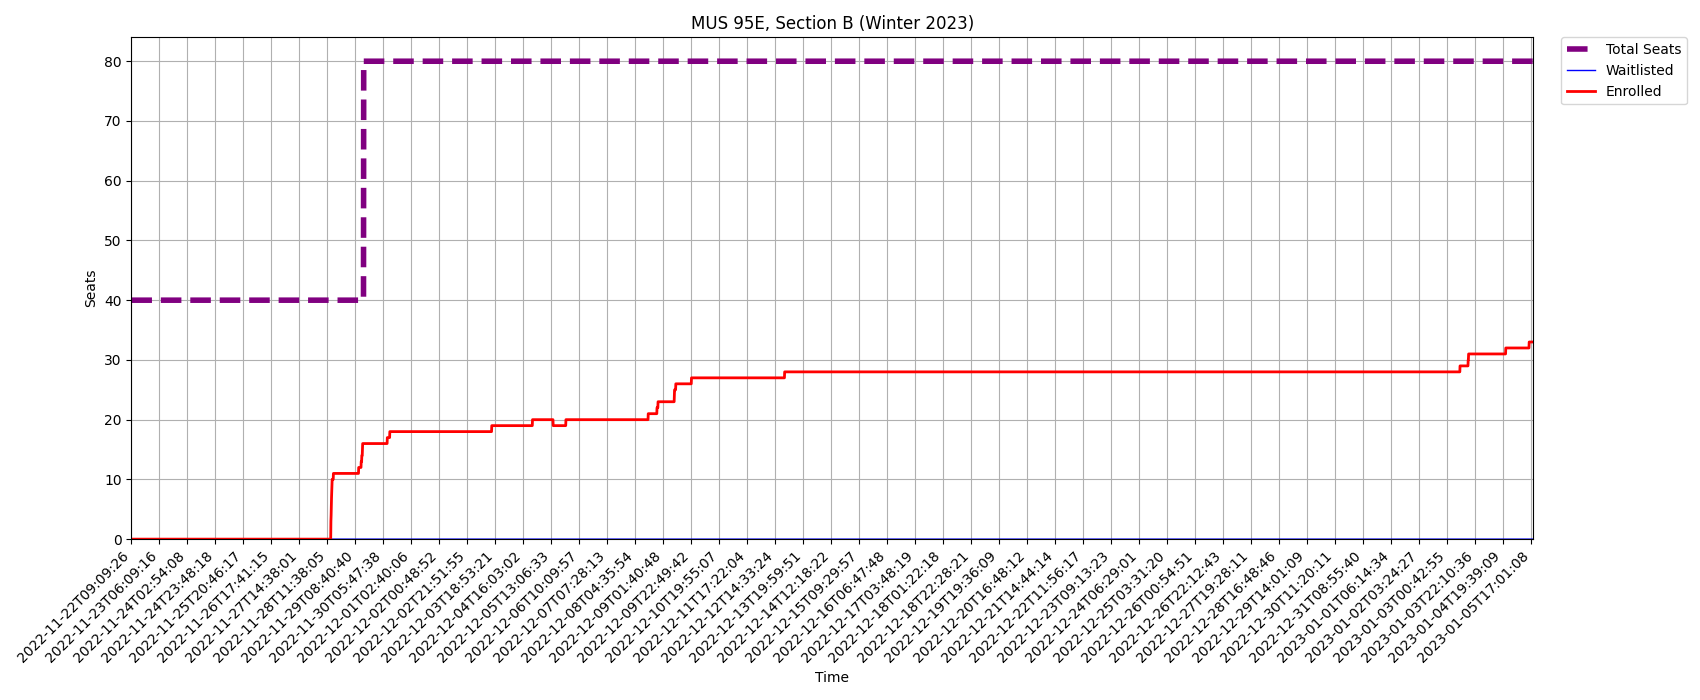 MUS 95E, Section B (Winter 2023)
Total Seats
Waitlisted
Enrolled
Seats
80
70
60
50
40
30
20
10
0
2022-11-22T09:09:26
2022-11-23T06:09:16
2022-11-24T02:54:08
2022-11-24T23:48:18
2022-11-25T20:46:17
2022-11-26T17:41:15
2022-11-27T14:38:01
2022-11-28T11:38:05
2022-11-29T08:40:40
2022-11-30T05:47:38
2022-12-01T02:40:06
2022-12-02T00:48:52
2022-12-02T21:51:55
2022-12-03T18:53:21
2022-12-04T16:03:02
2022-12-05T13:06:33
2022-12-06T10:09:57
2022-12-07T07:28:13
2022-12-08T04:35:54
2022-12-09T01:40:48
2022-12-09T22:49:42
2022-12-10T19:55:07
2022-12-11T17:22:04
2022-12-12T14:33:24
2022-12-13T19:59:51
2022-12-14T12:18:22
2022-12-15T09:29:57
2022-12-16T06:47:48
2022-12-17T03:48:19
2022-12-18T01:22:18
2022-12-18T22:28:21
2022-12-19T19:36:09
2022-12-20T16:48:12
2022-12-21T14:44:14
2022-12-22T11:56:17
2022-12-23T09:13:23
2022-12-24T06:29:01
2022-12-25T03:31:20
2022-12-26T00:54:51
2022-12-26T22:12:43
2022-12-27T19:28:11
2022-12-28T16:48:46
2022-12-29T14:01:09
2022-12-30T11:20:11
2022-12-31T08:55:40
2023-01-01T06:14:34
2023-01-02T03:24:27
2023-01-03T00:42:55
2023-01-03T22:10:36
2023-01-04T19:39:09
2023-01-05T17:01:08
Time